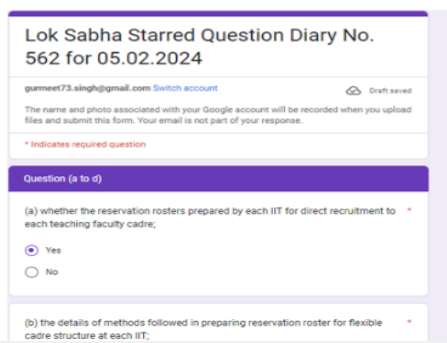 Lok Sabha Starred Question Diary No.
562 for 05.02.2024
gurmeet73.singh@gmail.com Switch account
Draft saved
The name and photo associated with your Google account will be recorded when you upload
files and submit this form. Your email is not part of your response.
* Indicates required question
Question (a to d)
(a) whether the reservation rosters prepared by each IIT for direct recruitment to *
each teaching faculty cadre;
Yes
No
(b) the details of methods followed in preparing reservation roster for flexible *
cadre structure at each IIT;